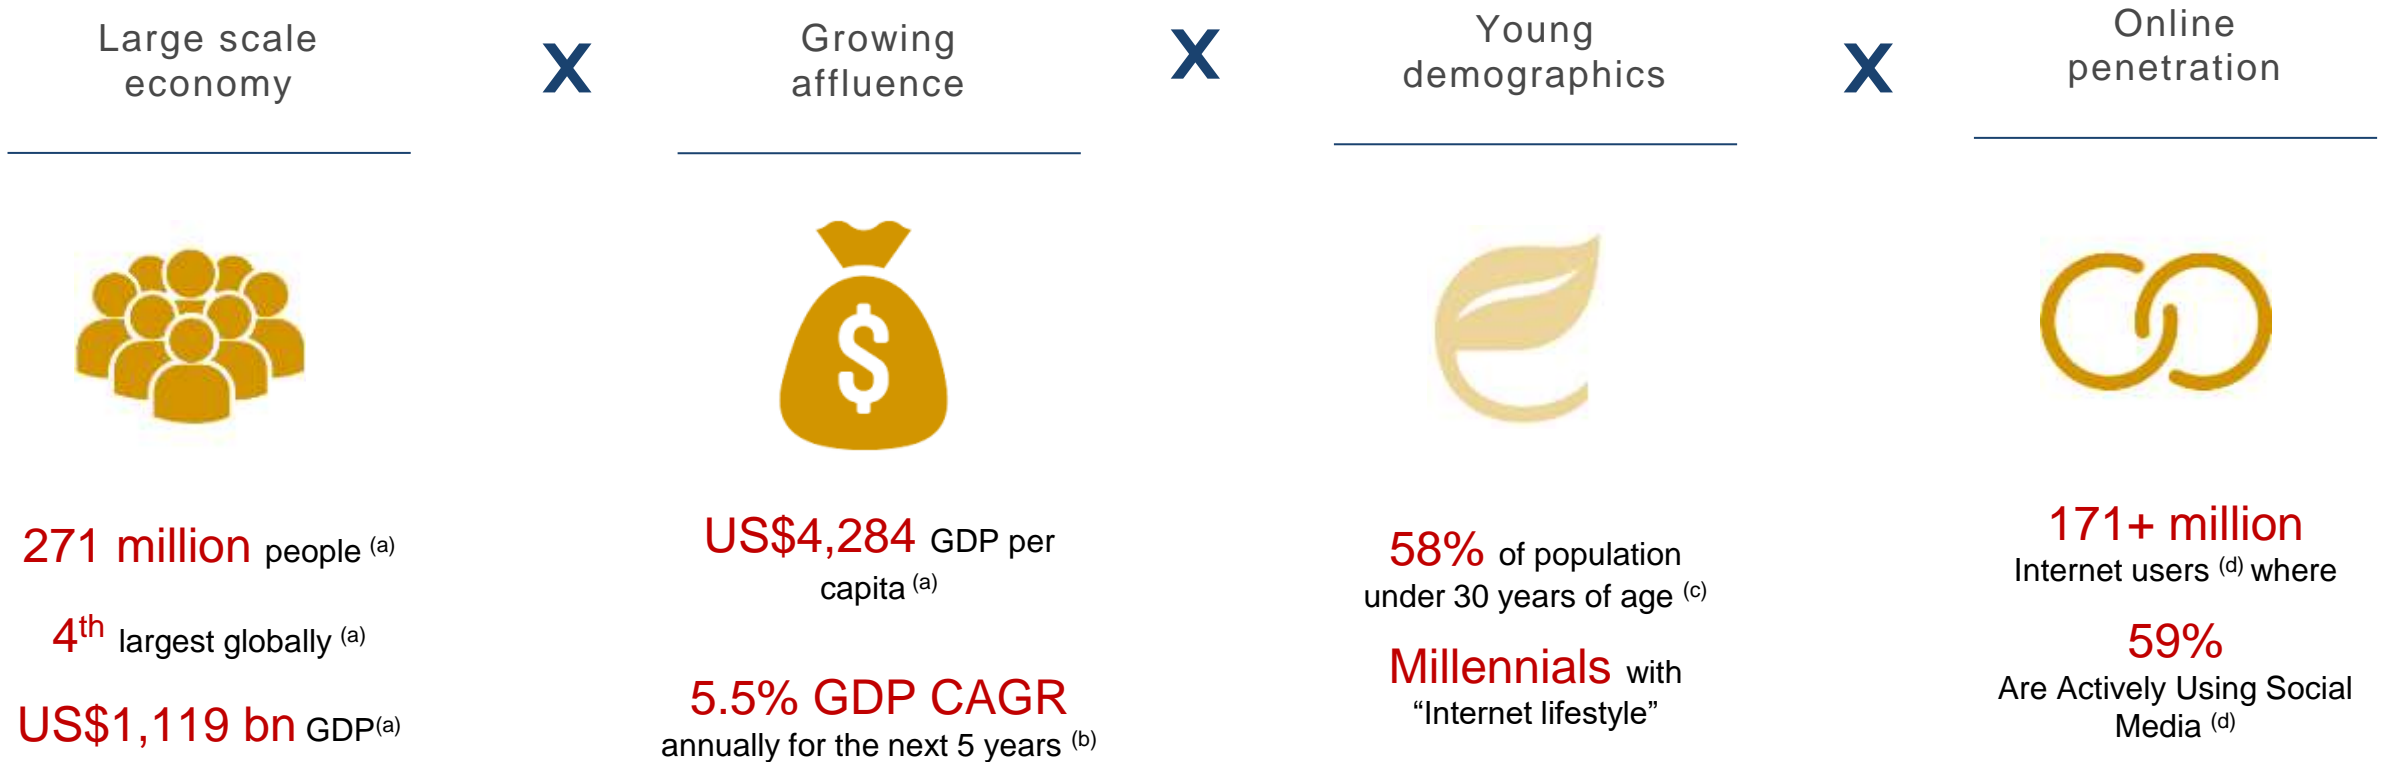 Large scale
economy
X
Growing
affluence
X
Young
demographics
X
Online
penetration
$
271 million people (a)
4th largest globally (a)
US$1,119 bn GDP(a)
US$4,284 GDP per
capita (a)
5.5% GDP CAGR
annually for the next 5 years (b)
58% of population
under 30 years of age (c)
Millennials with
“Internet lifestyle”
171+ million
Internet users (d) where
59%
Are Actively Using Social
Media (d)